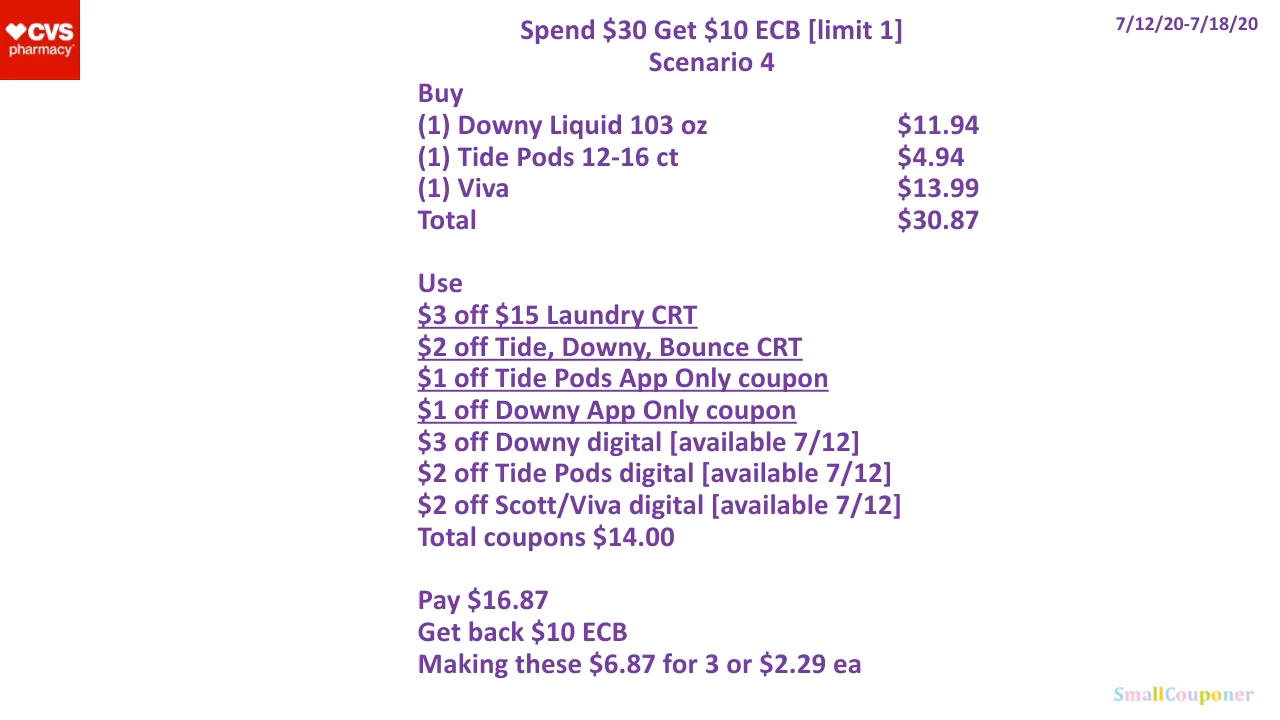 CVS
pharmacy
Spend $30 Get $10 ECB [limit 1]
7/12/20-7/18/20
Scenario 4
Buy
(1) Downy Liquid 103 oz $11.94
(1) Tide Pods 12-16 ct $4.94
(1) Viva $13.99
Total $30.87
Use
$3 off $15 Laundry CRT
$2 off Tide, Downy, Bounce CRT
$1 off Tide Pods App Only coupon
$1 off Downy App Only coupon
$3 off Downy digital [available 7/12]
$2 off Tide Pods digital [available 7/12]
$2 off Scott/Viva digital [available 7/12]
Total coupons $14.00
Pay $16.87
Get back $10 ECB
Making these $6.87 for 3 or $2.29 ea
SmallCouponer